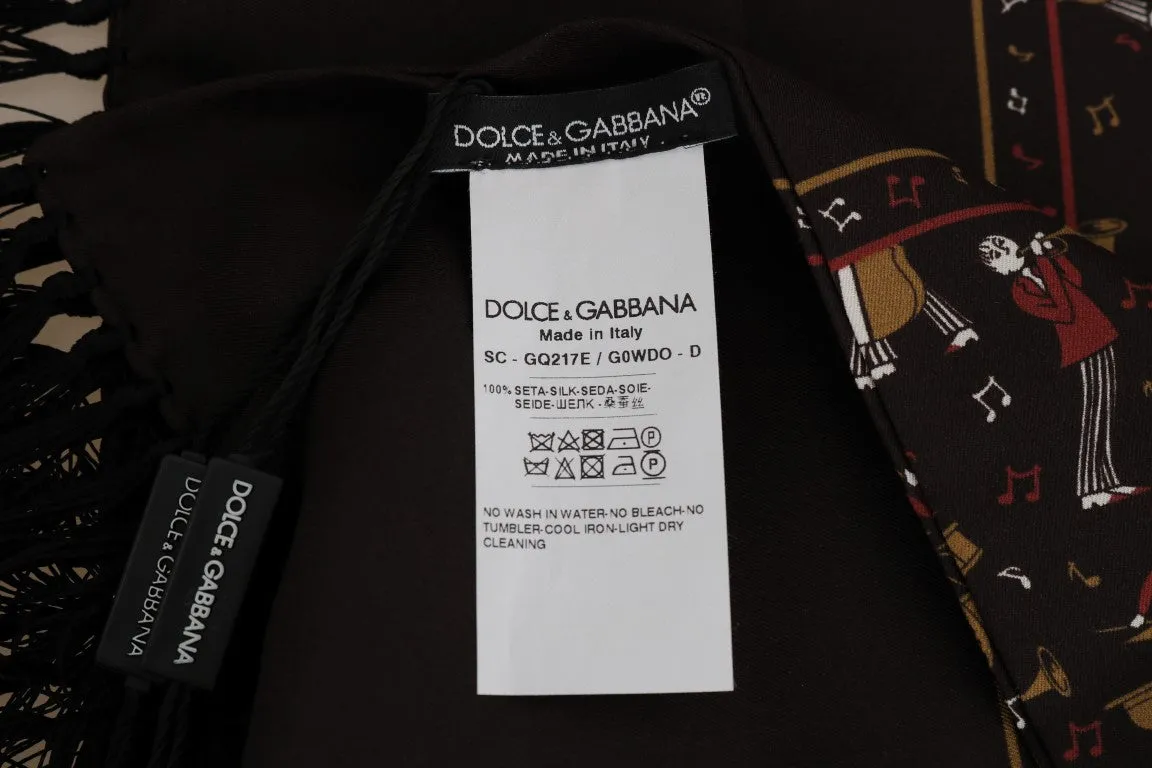 DOLCE & GABBANA®
MADE IN ITALY
DOLCE & GABBANA
Made in Italy
SC - GQ217E / G0WDO - D
100% SETA-SILK-SEDA-SOIE-
SEIDE-ШЕЛК - 桑蚕丝
P
P
NO WASH IN WATER-NO BLEACH-NO
TUMBLER-COOL IRON-LIGHT DRY
CLEANING
DOLCE & GABBANA
DOLCE & GABBANA